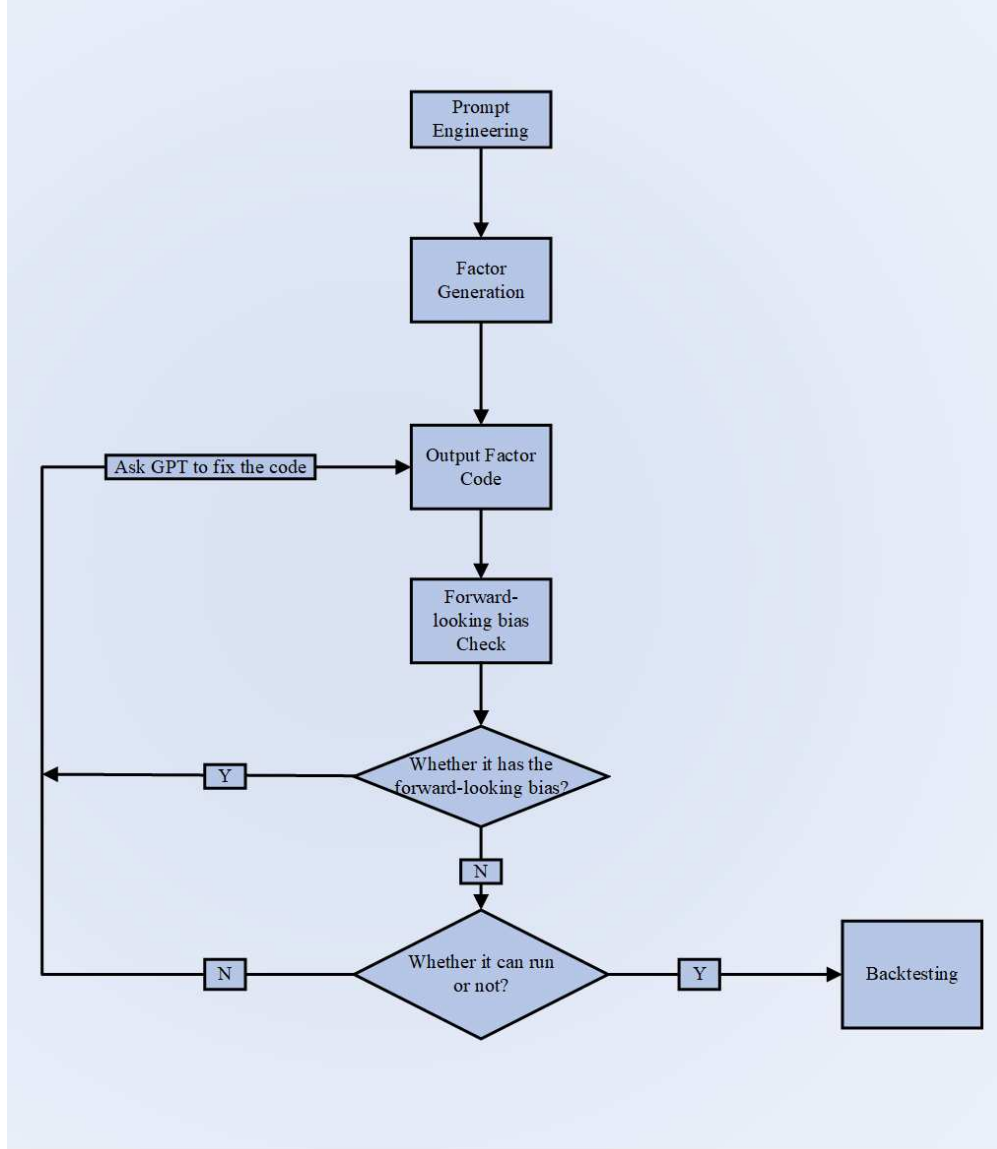 Prompt
Engineering
Factor
Generation
Ask GPT to fix the code
Output Factor
Code
Forward-
looking bias
Check
Whether it has the
forward-looking bias?
Y
N
Whether it can run
or not?
N
Y
Backtesting